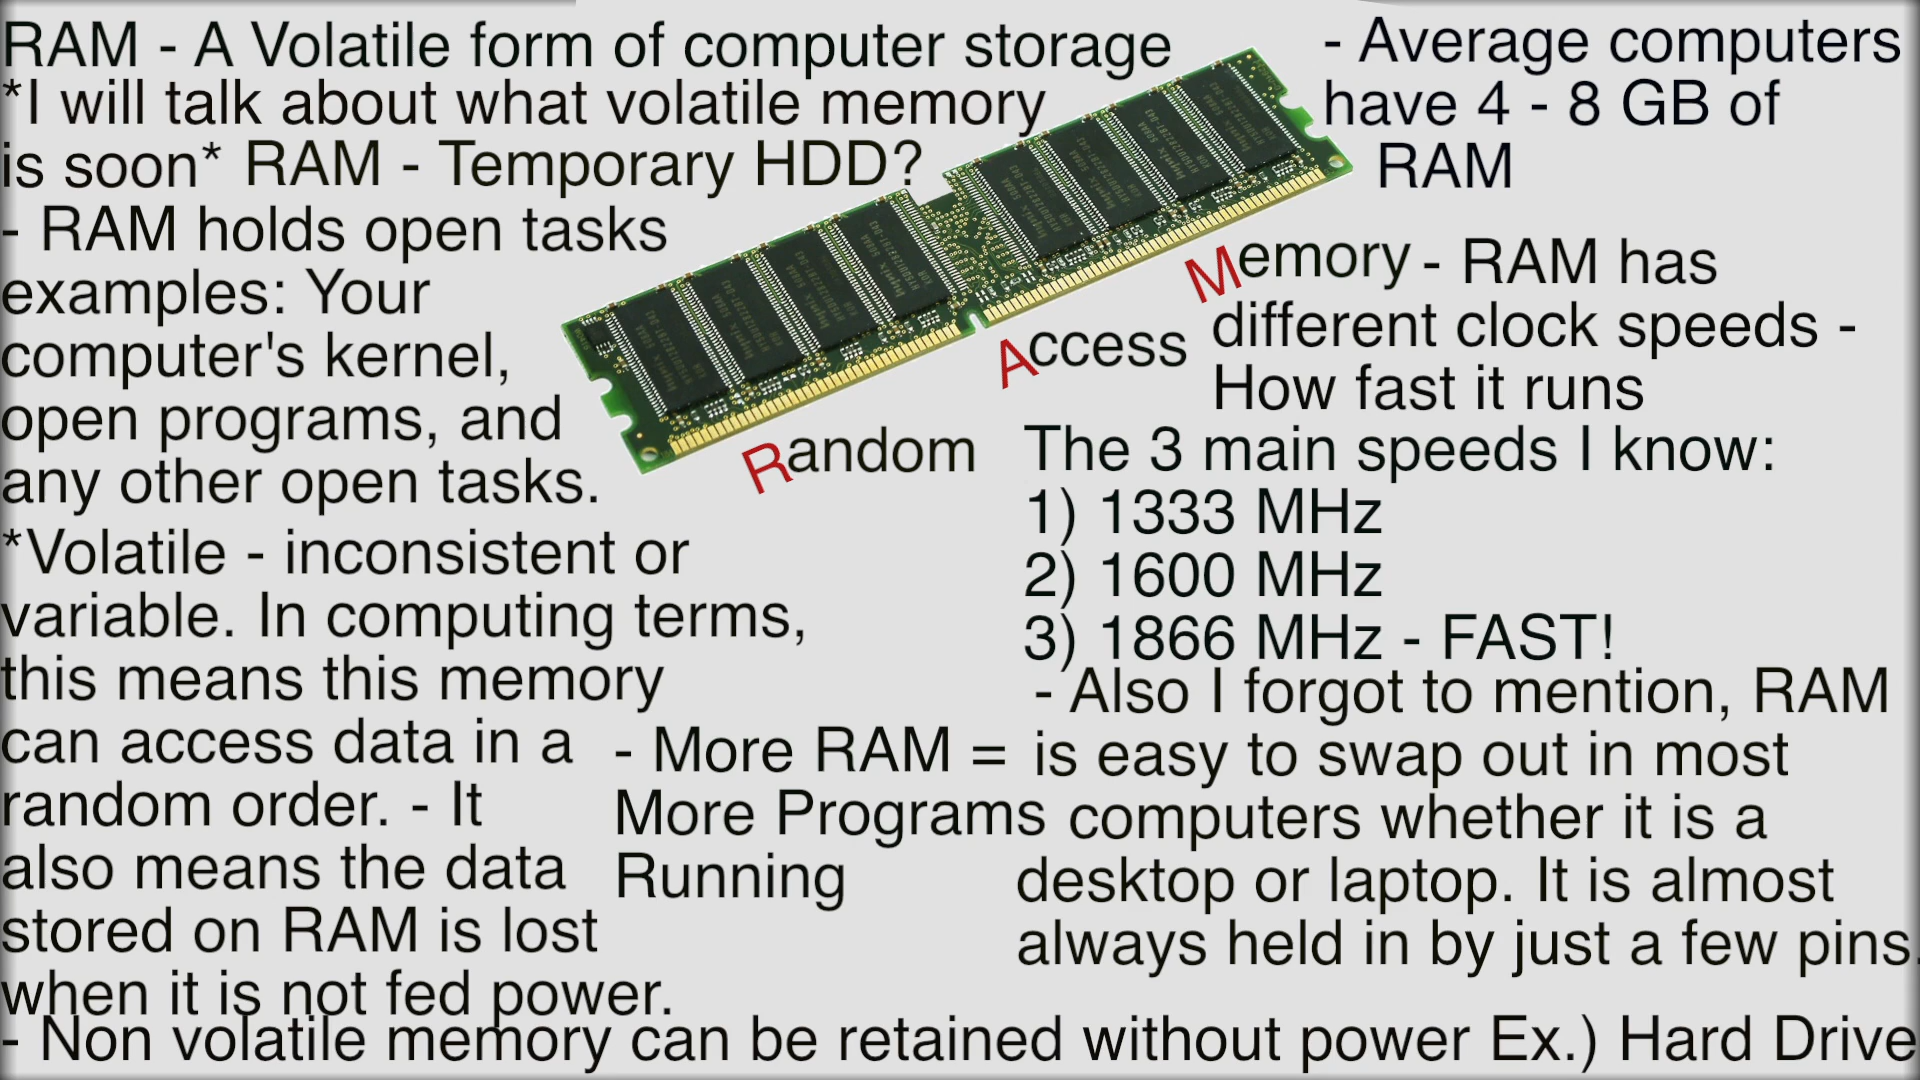 RAM - A Volatile form of computer storage
*I will talk about what volatile memory
is soon* RAM - Temporary HDD?
- RAM holds open tasks
examples: Your
computer's kernel,
open programs, and
any other open tasks.
*Volatile - inconsistent or
variable. In computing terms,
this means this memory
can access data in a
random order. - It
also means the data
stored on RAM is lost
when it is not fed power.
- Non volatile memory can be retained without power Ex.) Hard Drive
Random
Access
Memory
- More RAM =
More Programs
Running
- Average computers
have 4 - 8 GB of
RAM
- RAM has
different clock speeds -
How fast it runs
The 3 main speeds I know:
1) 1333 MHz
2) 1600 MHz
3) 1866 MHz - FAST!
- Also I forgot to mention, RAM
is easy to swap out in most
computers whether it is a
desktop or laptop. It is almost
always held in by just a few pins.